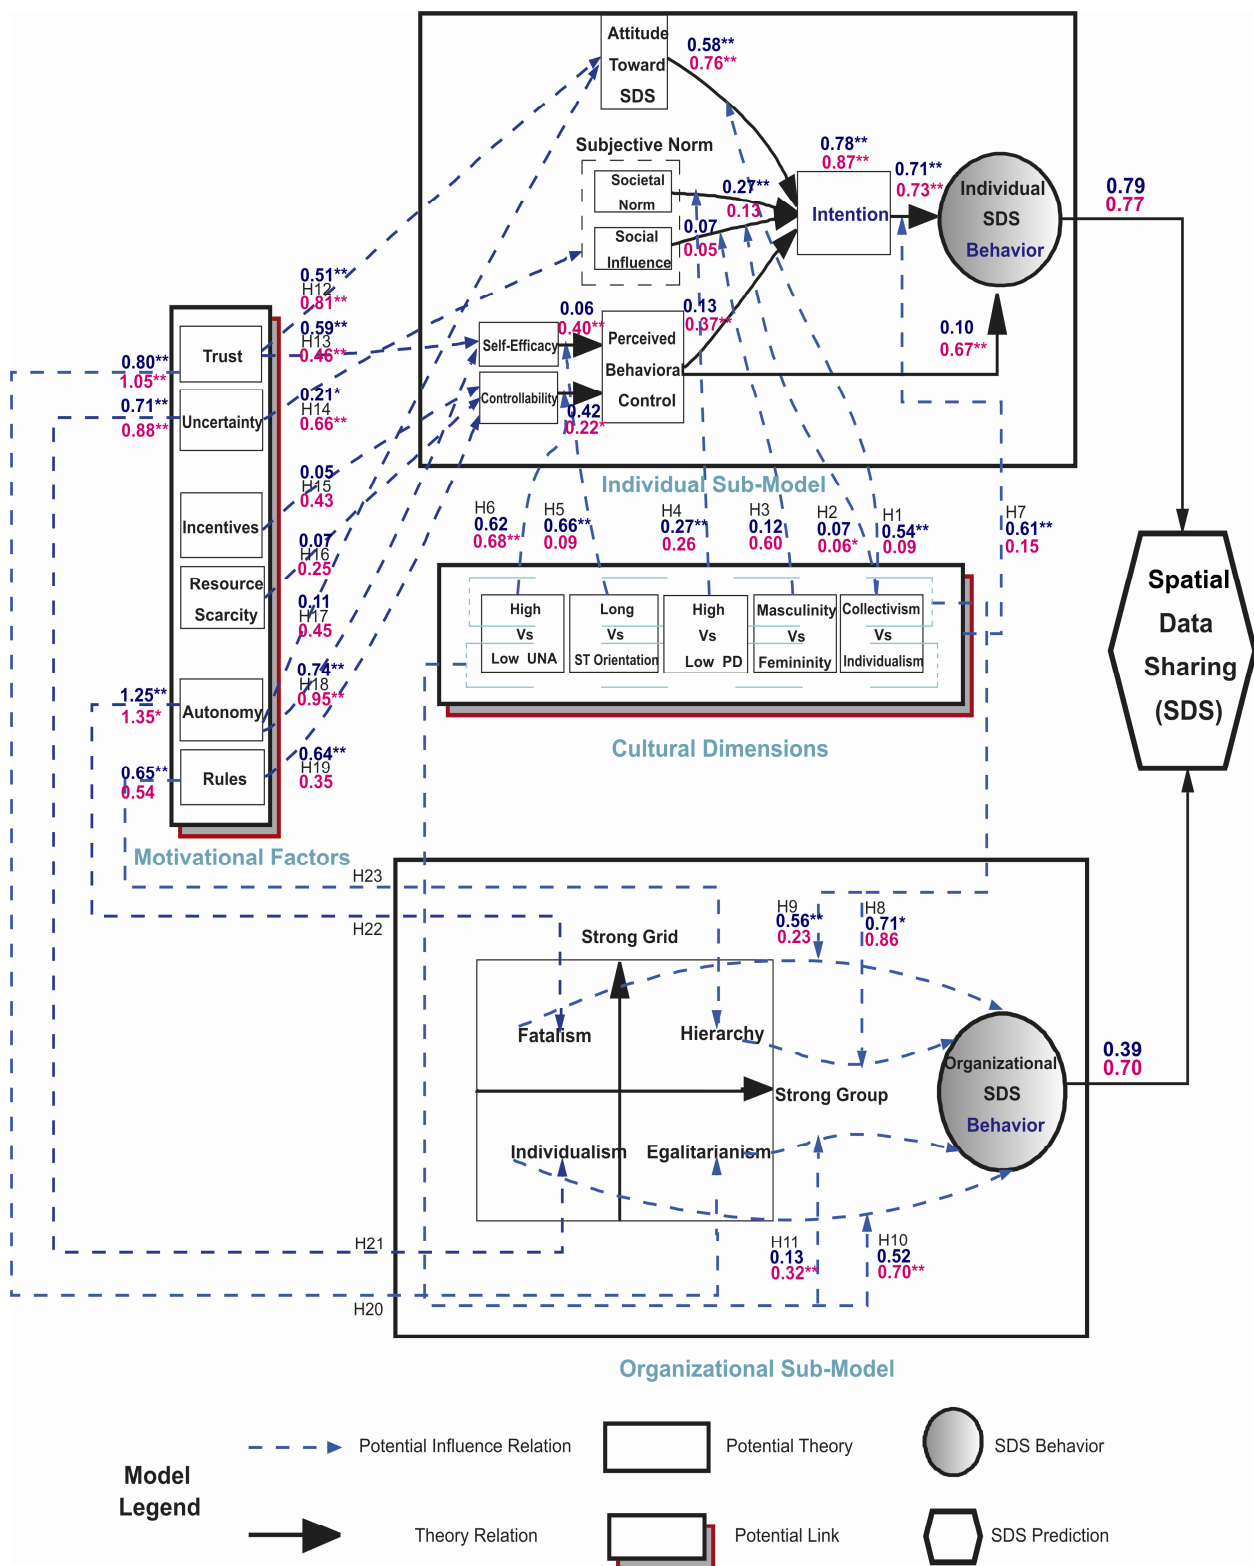 Attitude
Toward
SDS
0.58**
0.76**
Subjective Norm
Societal
Norm
Social
Influence
0.27**
0.13
0.07
0.05
0.78**
0.87**
Intention
0.71**
0.73**
Individual
SDS
Behavior
0.79
0.77
0.06
0.40**
Self-Efficacy
Controllability
0.42
0.22*
Perceived
Behavioral
Control
0.13
0.37**
0.10
0.67**
Individual Sub-Model
0.51**
H12
0.81**
0.59**
H13
0.46**
0.21*
H14
0.66**
0.05
H15
0.43
0.07
H16
0.25
0.11
H17
0.45
0.74**
H18
0.95**
0.64**
H19
0.35
0.80**
1.05**
0.71**
0.88**
1.25**
1.35*
0.65**
0.54
Trust
Uncertainty
Incentives
Resource
Scarcity
Autonomy
Rules
Motivational Factors
H6
0.62
0.68**
H5
0.66**
0.09
H4
0.27**
0.26
H3
0.12
0.60
H2
0.07
0.06*
H1
0.54**
0.09
H7
0.61**
0.15
High
Vs
Low UNA
Long
Vs
ST Orientation
High
Vs
Low PD
Masculinity
Vs
Femininity
Collectivism
Vs
Individualism
Cultural Dimensions
Spatial
Data
Sharing
(SDS)
H23
H22
H21
H20
H9
0.56**
0.23
H8
0.71*
0.86
Strong Grid
Fatalism
Hierarchy
Strong Group
Individualism
Egalitarianism
Organizational
SDS
Behavior
0.39
0.70
H11
0.13
0.32**
H10
0.52
0.70**
Organizational Sub-Model
Model
Legend
Potential Influence Relation
Potential Theory
SDS Behavior
Theory Relation
Potential Link
SDS Prediction